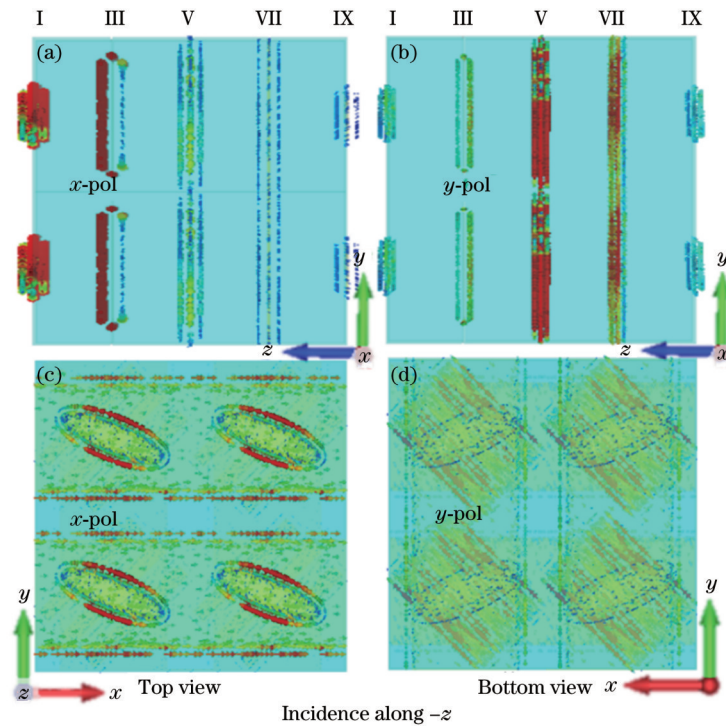 I III V VII IX I III V VII IX
(a) (b)
x-pol y-pol
y y
z x z x
(c) (d)
x-pol y-pol
y y
z x Top view Bottom view x
Incidence along –z